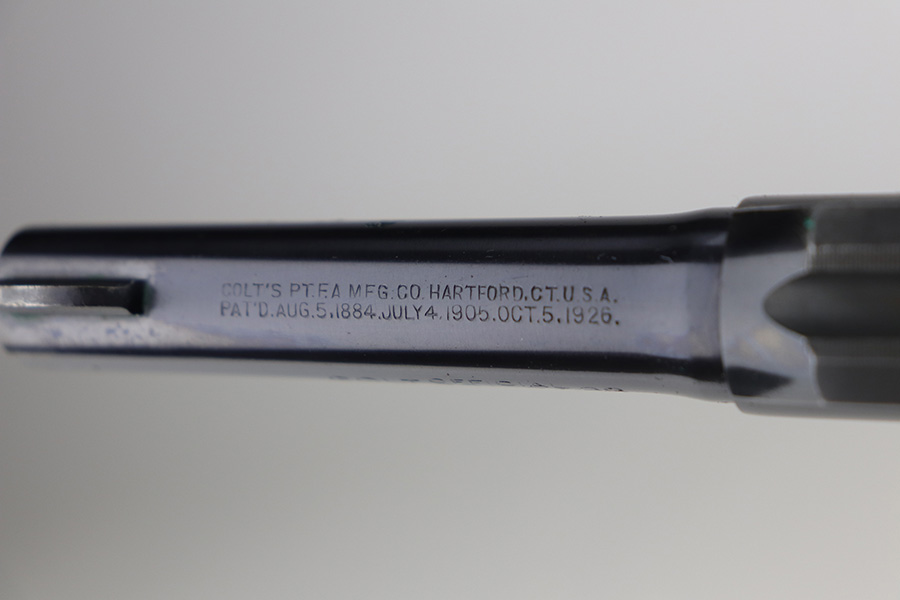 COLT'S PT.F.A MFG.CO.HARTFORD.CT.U.S.A.
PAT'D.AUG.5.1884.JULY4.1905.OCT.5.1926.